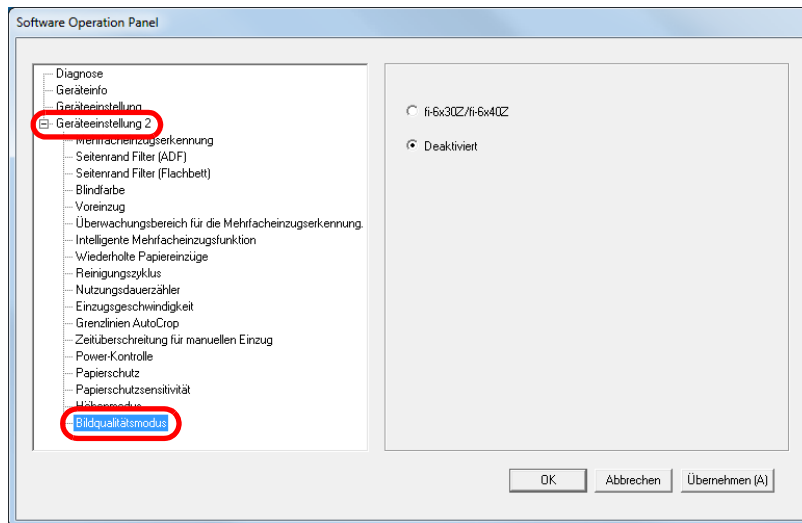 Software Operation Panel
Diagnose
Geräteinfo
Geräteeinstellung
Geräteeinstellung 2
Mehrfacheinzugserkennung
Seitenrand Filter (ADF)
Seitenrand Filter (Flachbett)
Blindfarbe
Voreinzug
Überwachungsbereich für die Mehrfacheinzugserkennung.
Intelligente Mehrfacheinzugsfunktion
Wiederholte Papiereinzüge
Reinigungszyklus
Nutzungsdauerzähler
Einzugsgeschwindigkeit
Grenzlinien AutoCrop
Zeitüberschreitung für manuellen Einzug
Power-Kontrolle
Papierschutz
Papierschutzsensitivität
Höhenmodus
Bildqualitätsmodus
fi-6x30Z/fi-6x40Z
Deaktiviert
OK
Abbrechen
Übernehmen (A)